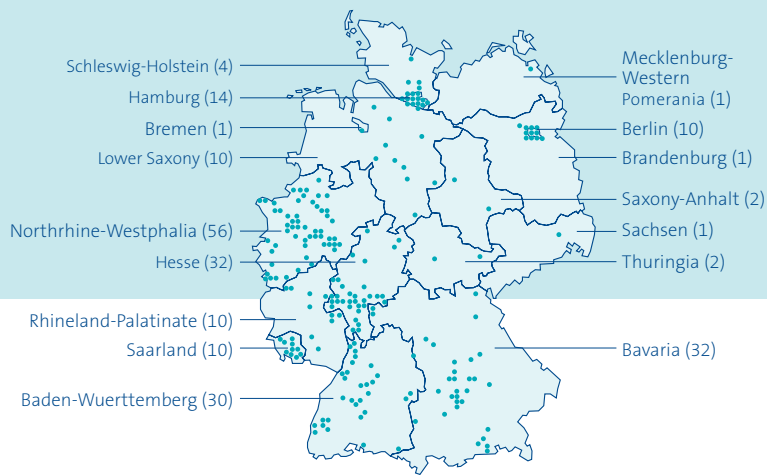 Schleswig-Holstein (4)
Hamburg (14)
Bremen (1)
Lower Saxony (10)
Northrhine-Westphalia (56)
Hesse (32)
Rhineland-Palatinate (10)
Saarland (10)
Baden-Wuerttemberg (30)
Mecklenburg-
Western
Pomerania (1)
Berlin (10)
Brandenburg (1)
Saxony-Anhalt (2)
Sachsen (1)
Thuringia (2)
Bavaria (32)